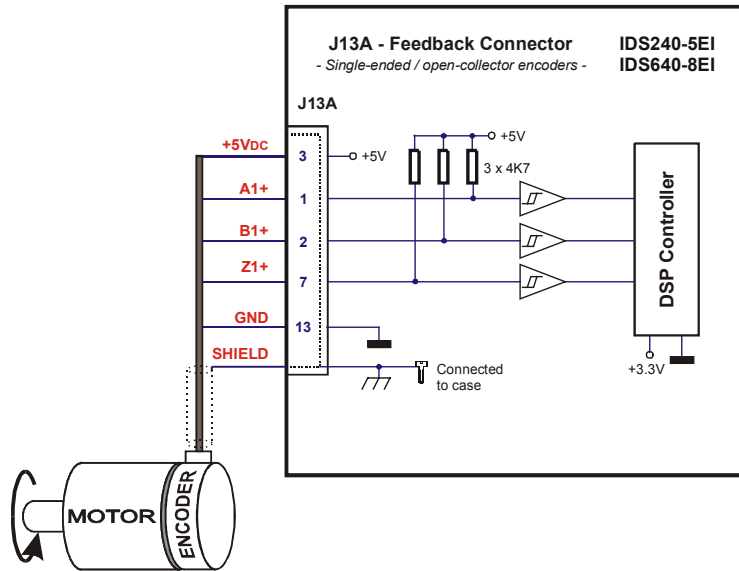 J13A - Feedback Connector IDS240-5EI
- Single-ended / open-collector encoders - IDS640-8EI
J13A
+5VDC 3 +5V
+5V
3 x 4K7
A1+ 1
B1+ 2
Z1+ 7
GND 13
SHIELD
Connected
to case
DSP Controller
+3.3V
MOTOR
ENCODER